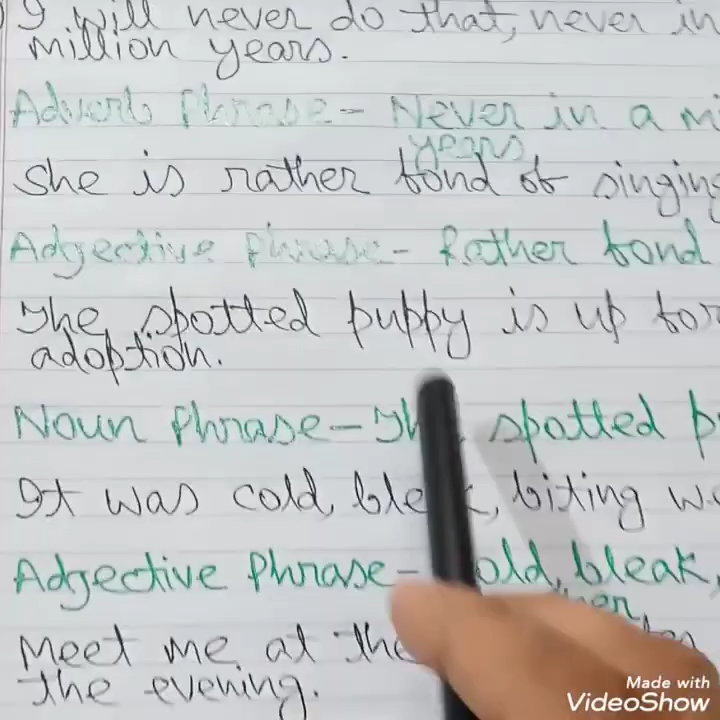 I will never do that, never in
million years.
Adverb Phrase - Never in a mi
years
She is rather fond of singing
Adjective Phrase - Rather fond
The spotted puppy is up for
adoption.
Noun Phrase - The spotted p
It was cold, bleak, biting we
Adjective Phrase - Cold, bleak,
Meet me at the
the evening.
Made with
VideoShow